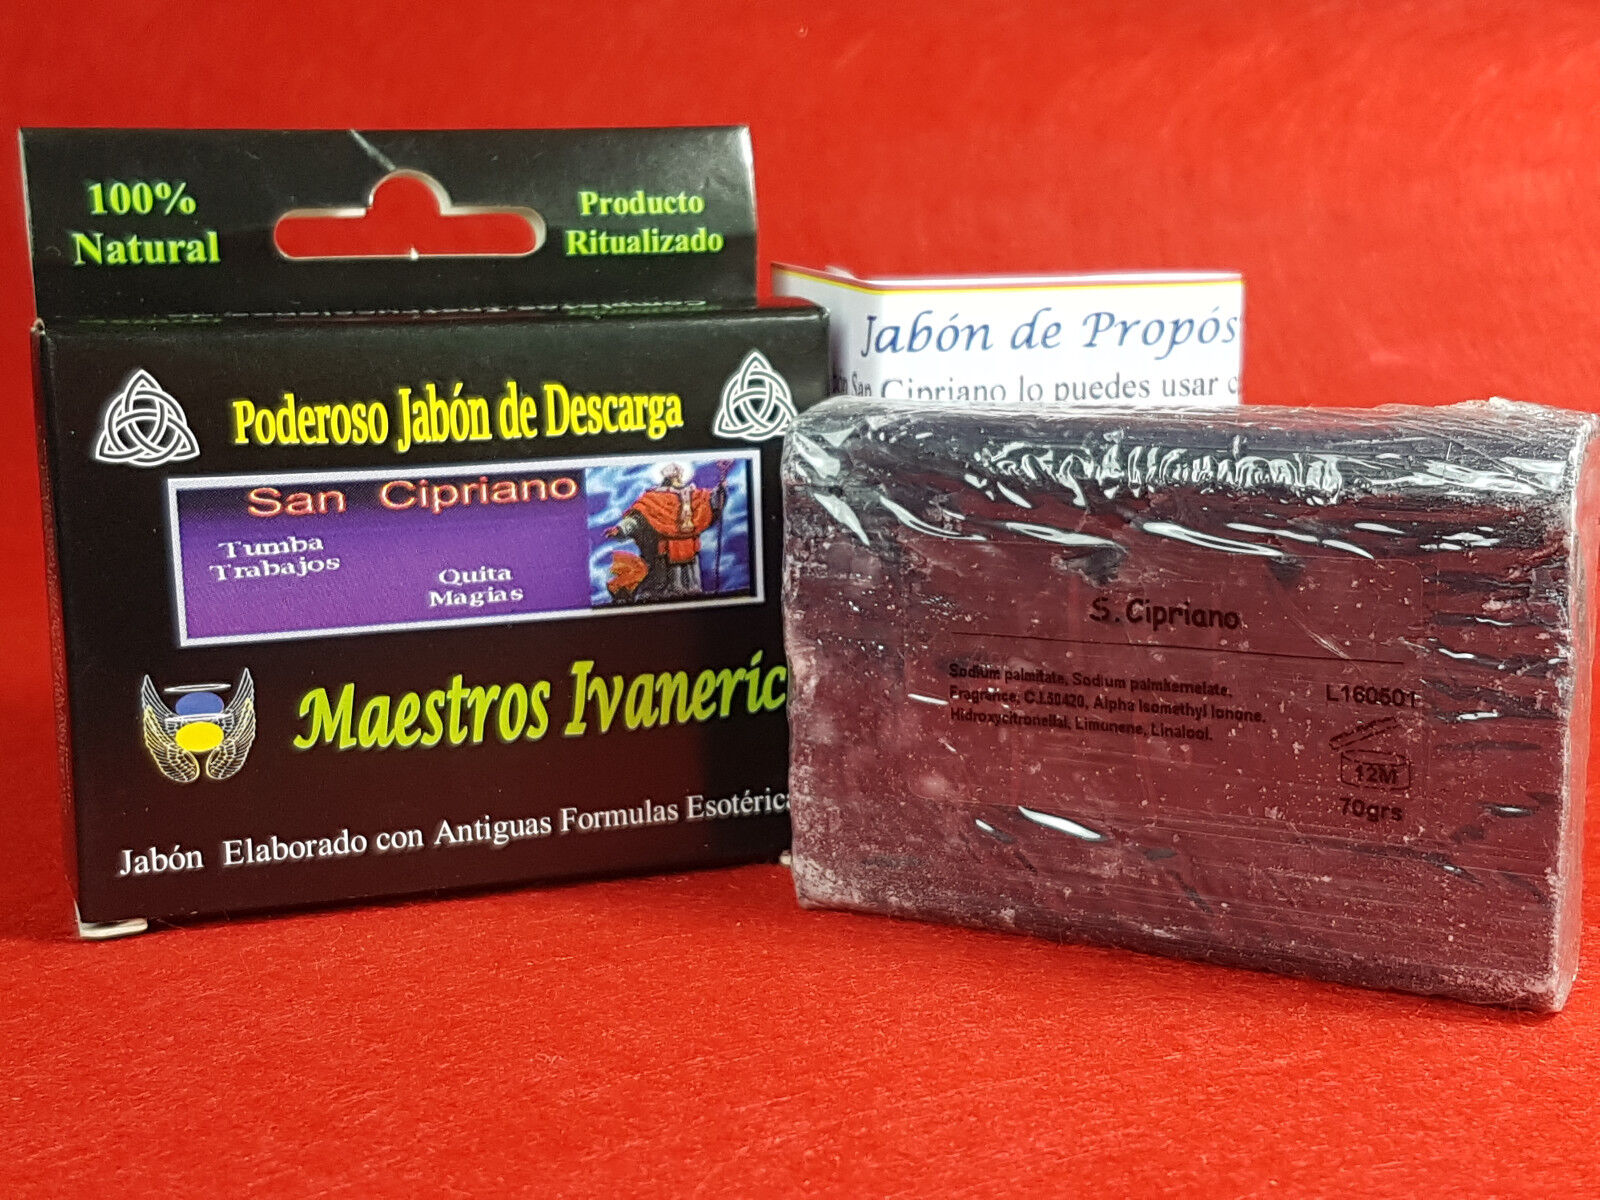 100%
Natural
Producto
Ritualizado
Poderoso Jabón de Descarga
San Cipriano
Tumba
Trabajos
Quita
Magias
Maestros Ivaneric
Jabón Elaborado con Antiguas Formulas Esotérica
Jabón de Propós
San Cipriano lo puedes usar c
S. Cipriano
Sodium palmitate, Sodium palmkernelate,
Fragrance, C.I.50420, Alpha Isomethyl Ionone,
Hidroxycitronellal, Limunene, Linalool.
L160501
12M
70grs